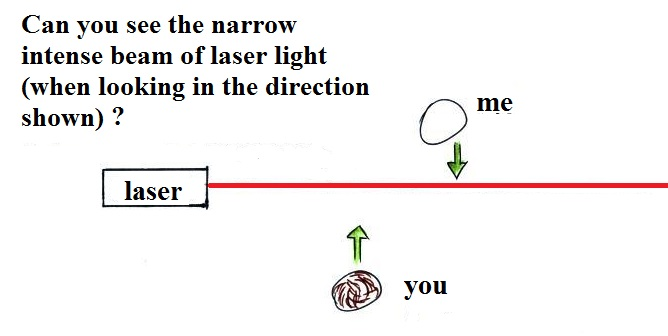 Can you see the narrow
intense beam of laser light
(when looking in the direction
shown) ?
me
laser
you